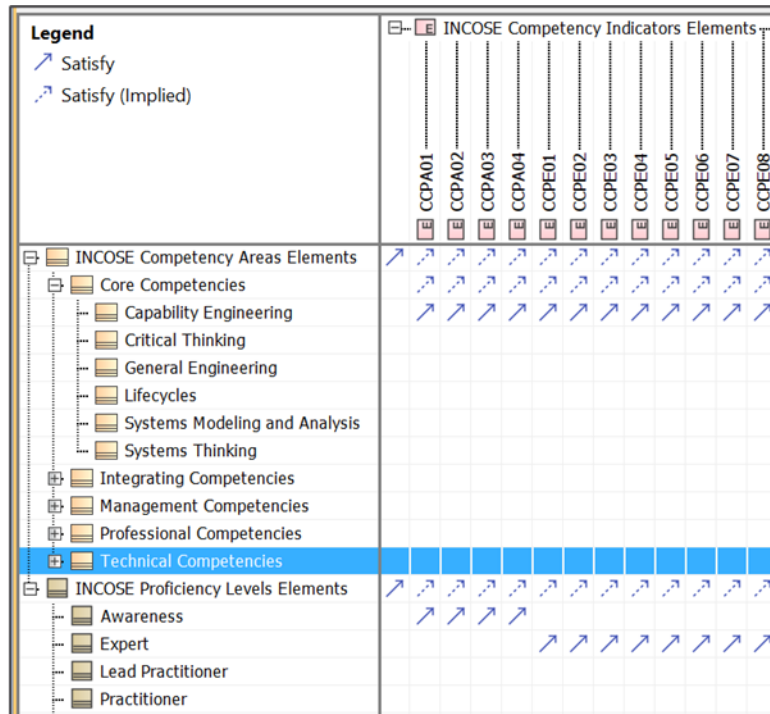 Legend
Satisfy
Satisfy (Implied)
E INCOSE Competency Indicators Elements
CCPA01
CCPA02
CCPA03
CCPA04
CCPE01
CCPE02
CCPE03
CCPE04
CCPE05
CCPE06
CCPE07
CCPE08
E E E E E E E E E E E E
INCOSE Competency Areas Elements
Core Competencies
Capability Engineering
Critical Thinking
General Engineering
Lifecycles
Systems Modeling and Analysis
Systems Thinking
Integrating Competencies
Management Competencies
Professional Competencies
Technical Competencies
INCOSE Proficiency Levels Elements
Awareness
Expert
Lead Practitioner
Practitioner